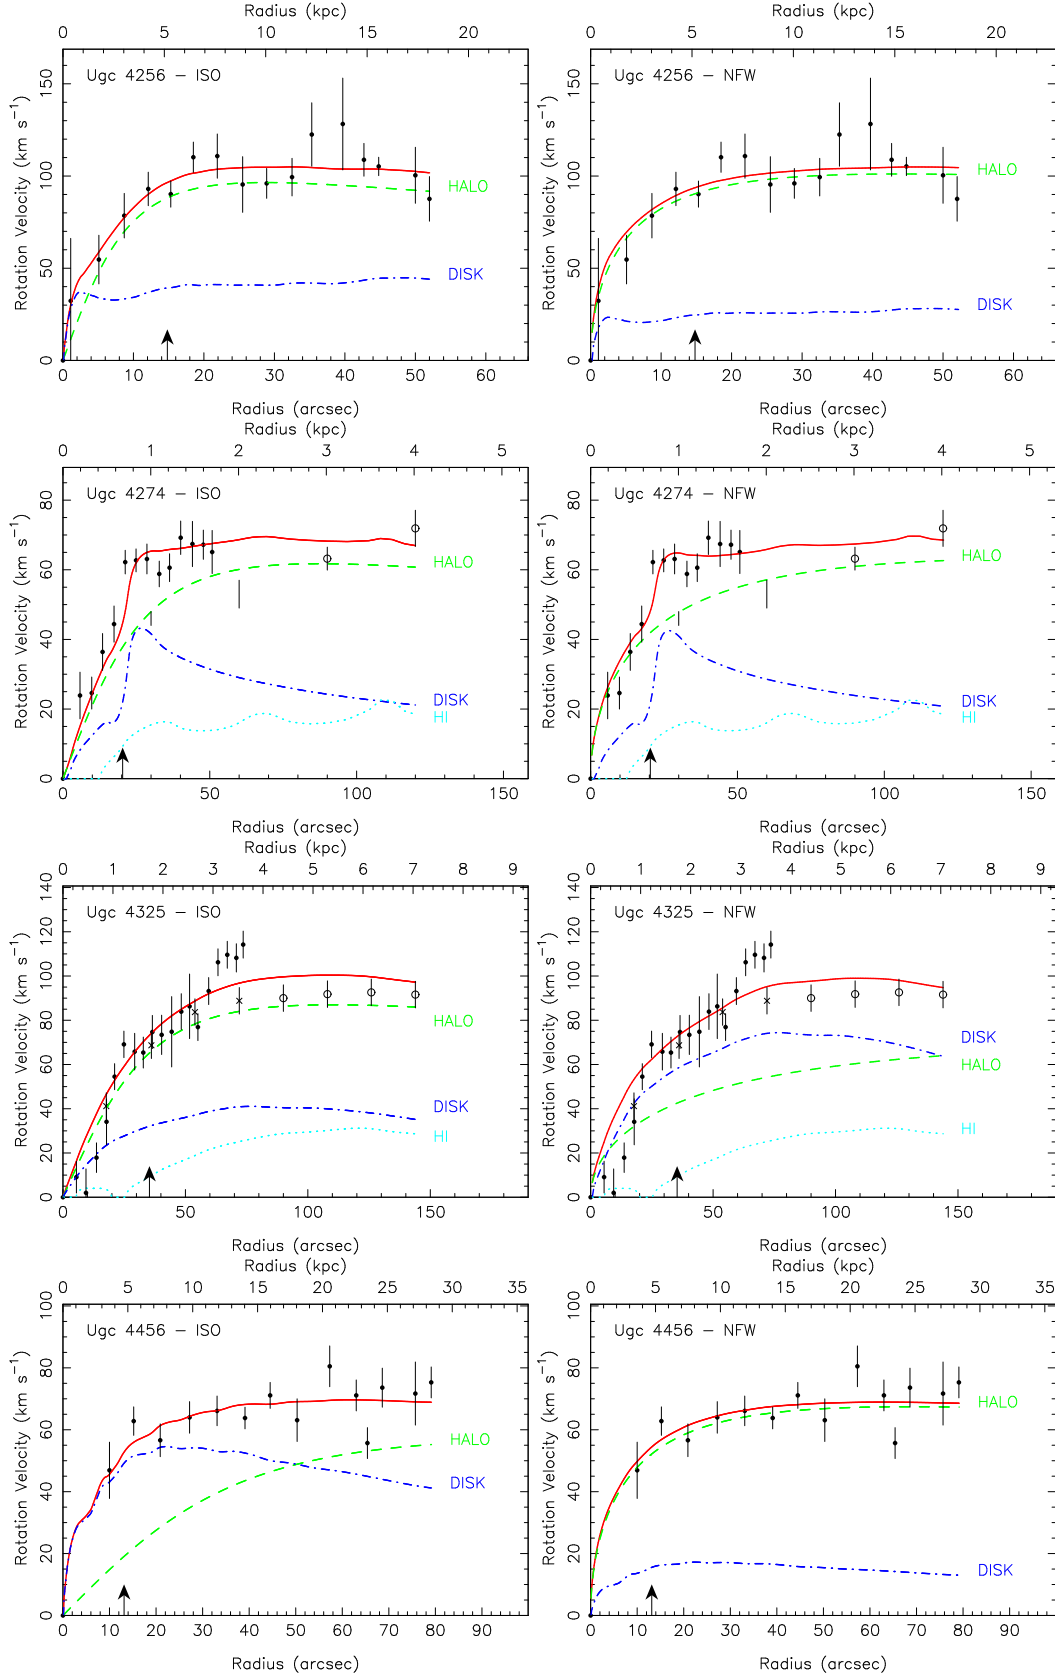 Radius (kpc) Radius (kpc)
0 5 10 15 20 0 5 10 15 20
Ugc 4256 – ISO Ugc 4256 – NFW
Rotation Velocity (km s⁻¹) Rotation Velocity (km s⁻¹)
0 50 100 150 0 50 100 150
HALO HALO
DISK DISK
0 10 20 30 40 50 60 0 10 20 30 40 50 60
Radius (arcsec) Radius (arcsec)
Radius (kpc) Radius (kpc)
0 1 2 3 4 5 0 1 2 3 4 5
Ugc 4274 – ISO Ugc 4274 – NFW
Rotation Velocity (km s⁻¹) Rotation Velocity (km s⁻¹)
0 20 40 60 80 0 20 40 60 80
HALO HALO
DISK DISK
HI HI
0 50 100 150 0 50 100 150
Radius (arcsec) Radius (arcsec)
Radius (kpc) Radius (kpc)
0 1 2 3 4 5 6 7 8 9 0 1 2 3 4 5 6 7 8 9
Ugc 4325 – ISO Ugc 4325 – NFW
Rotation Velocity (km s⁻¹) Rotation Velocity (km s⁻¹)
0 20 40 60 80 100 120 140 0 20 40 60 80 100 120 140
HALO DISK
DISK HALO
HI HI
0 50 100 150 0 50 100 150
Radius (arcsec) Radius (arcsec)
Radius (kpc) Radius (kpc)
0 5 10 15 20 25 30 35 0 5 10 15 20 25 30 35
Ugc 4456 – ISO Ugc 4456 – NFW
Rotation Velocity (km s⁻¹) Rotation Velocity (km s⁻¹)
0 20 40 60 80 100 0 20 40 60 80 100
HALO HALO
DISK DISK
0 10 20 30 40 50 60 70 80 90 0 10 20 30 40 50 60 70 80 90
Radius (arcsec) Radius (arcsec)